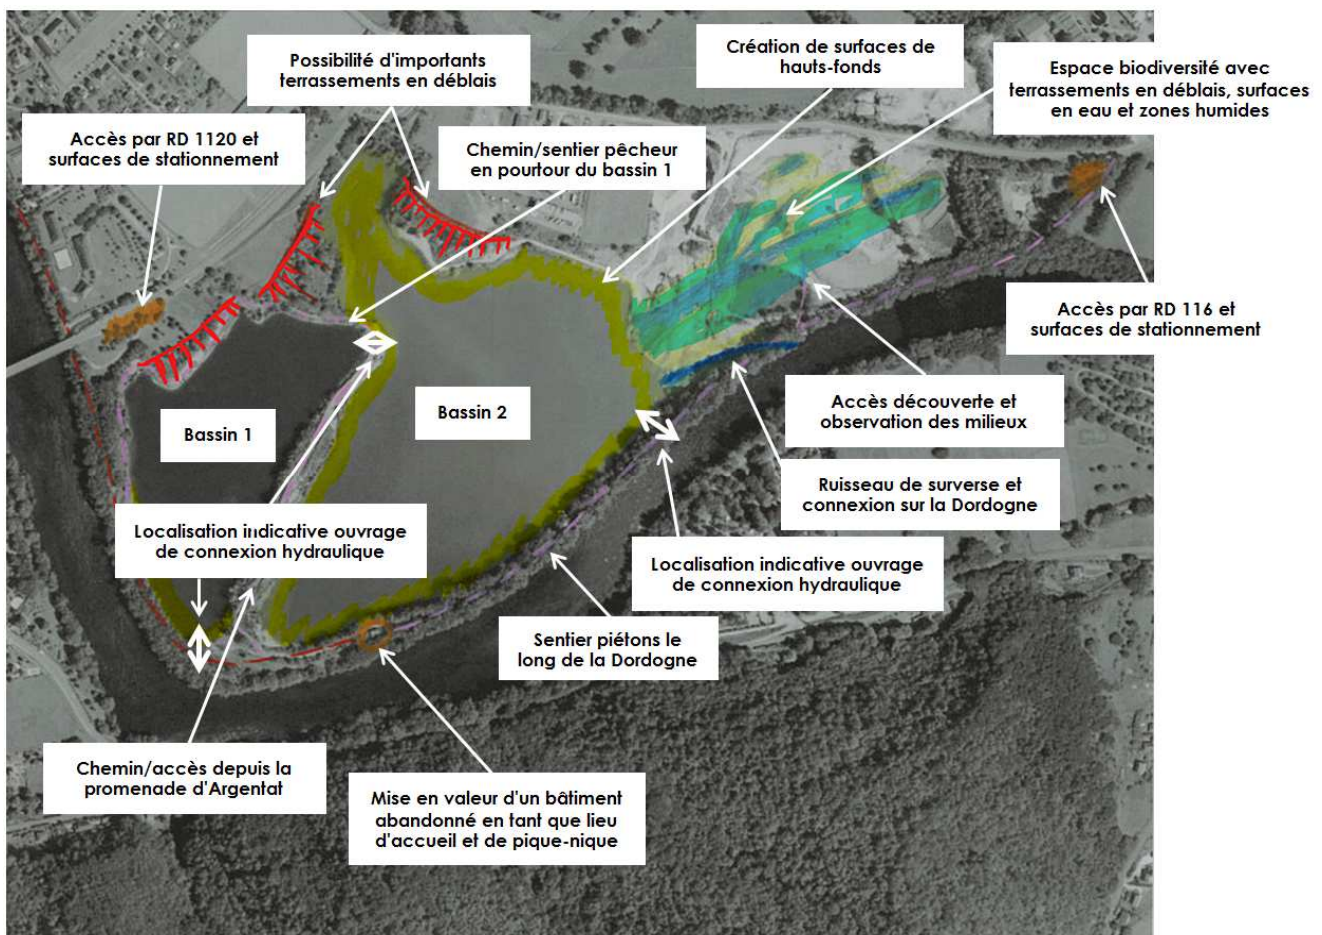 Possibilité d'importants
terrassements en déblais
Création de surfaces de
hauts-fonds
Espace biodiversité avec
terrassements en déblais, surfaces
en eau et zones humides
Accès par RD 1120 et
surfaces de stationnement
Chemin/sentier pêcheur
en pourtour du bassin 1
Accès par RD 116 et
surfaces de stationnement
Bassin 1
Bassin 2
Accès découverte et
observation des milieux
Ruisseau de surverse et
connexion sur la Dordogne
Localisation indicative ouvrage
de connexion hydraulique
Localisation indicative ouvrage
de connexion hydraulique
Sentier piétons le
long de la Dordogne
Chemin/accès depuis la
promenade d'Argentat
Mise en valeur d'un bâtiment
abandonné en tant que lieu
d'accueil et de pique-nique